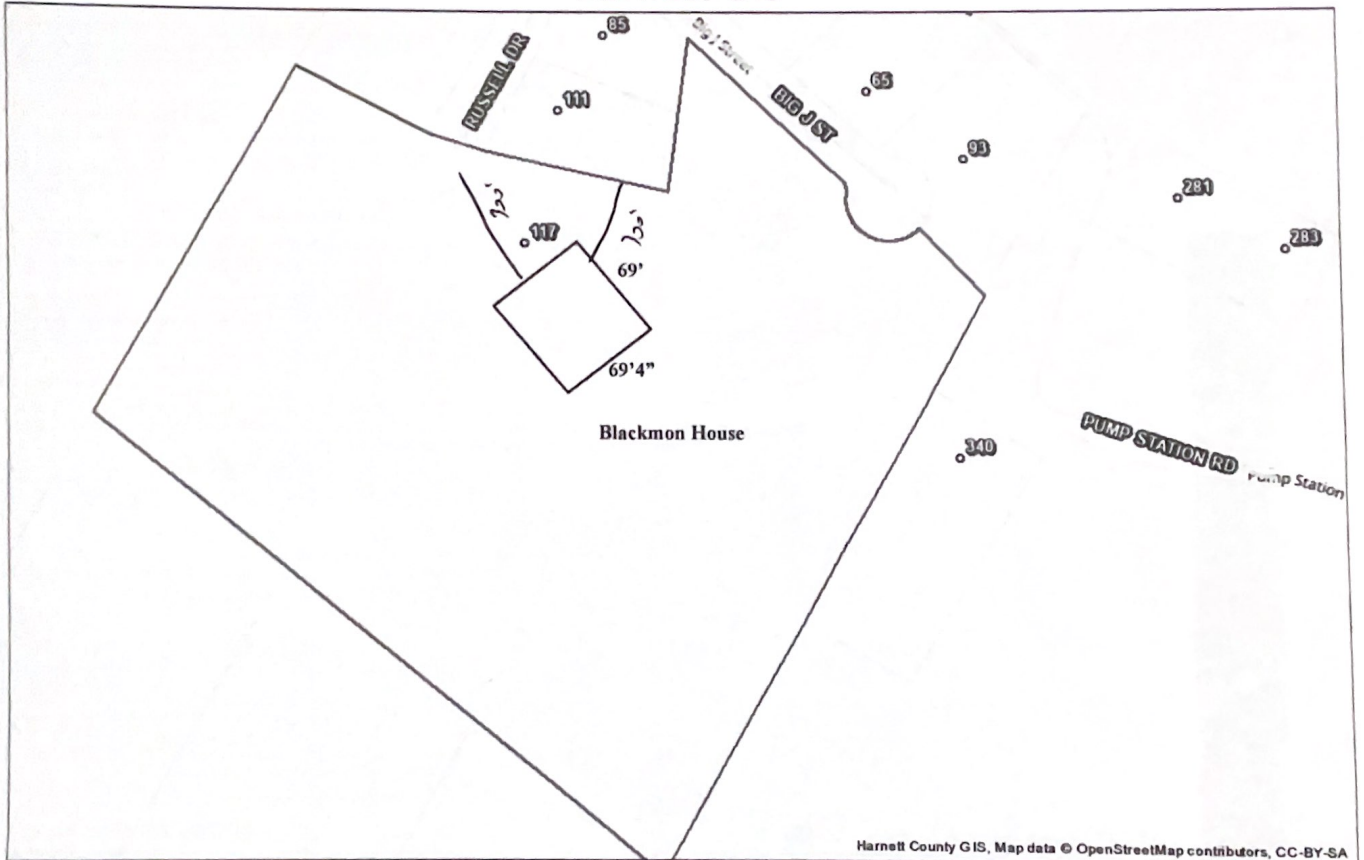 85
RUSSELL DR
111
Big J Street
BIG J ST
65
93
281
283
117
69'
69'4"
Blackmon House
340
PUMP STATION RD
Pump Station
Harnett County GIS, Map data © OpenStreetMap contributors, CC-BY-SA